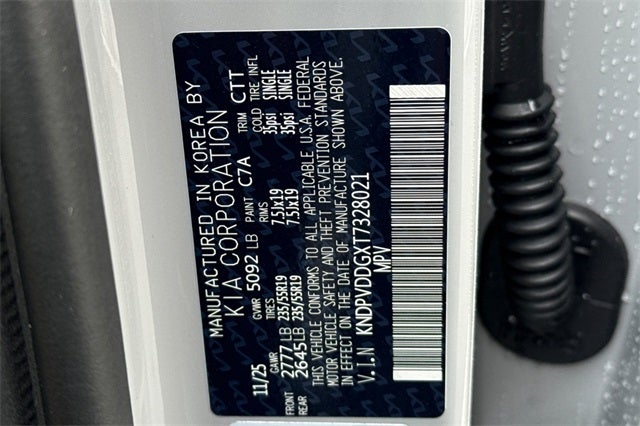 MANUFACTURED IN KOREA BY
KIA CORPORATION
11/25 GVWR 5092 LB PAINT C7A TRIM CTT
GAWR TIRES RIMS COLD TIRE INFL
FRONT 2777 LB 235/55R19 7.5Jx19 35psi SINGLE
REAR 2645 LB 235/55R19 7.5Jx19 35psi SINGLE
THIS VEHICLE CONFORMS TO ALL APPLICABLE U.S.A. FEDERAL
MOTOR VEHICLE SAFETY AND THEFT PREVENTION STANDARDS
IN EFFECT ON THE DATE OF MANUFACTURE SHOWN ABOVE.
V.I.N KNDPVDDGXT7328021
MPV